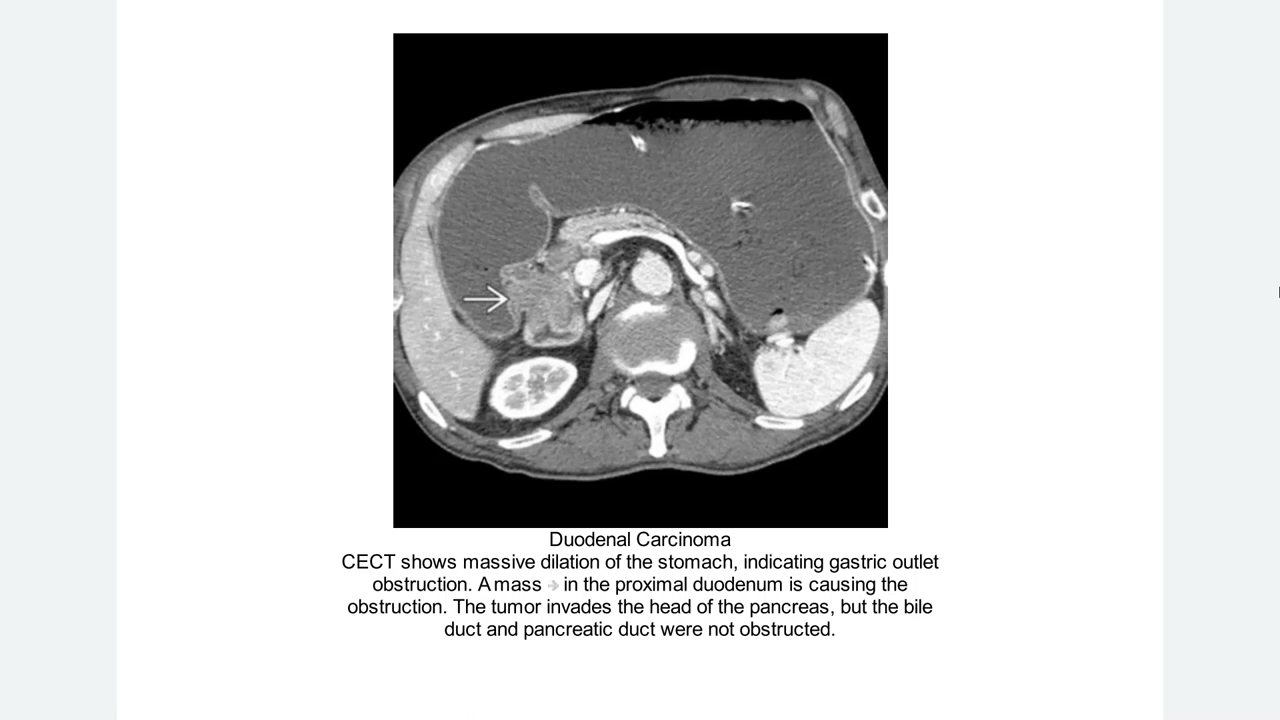 Duodenal Carcinoma
CECT shows massive dilation of the stomach, indicating gastric outlet
obstruction. A mass → in the proximal duodenum is causing the
obstruction. The tumor invades the head of the pancreas, but the bile
duct and pancreatic duct were not obstructed.